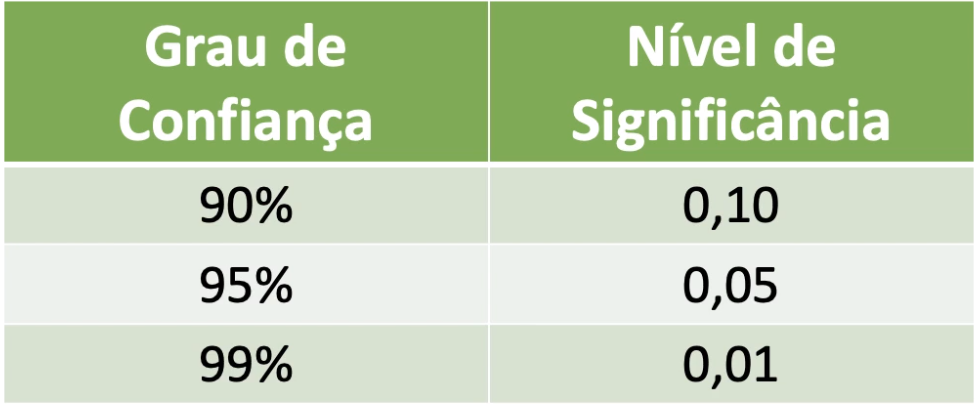 Grau de Confiança	Nível de Significância
90%	0,10
95%	0,05
99%	0,01